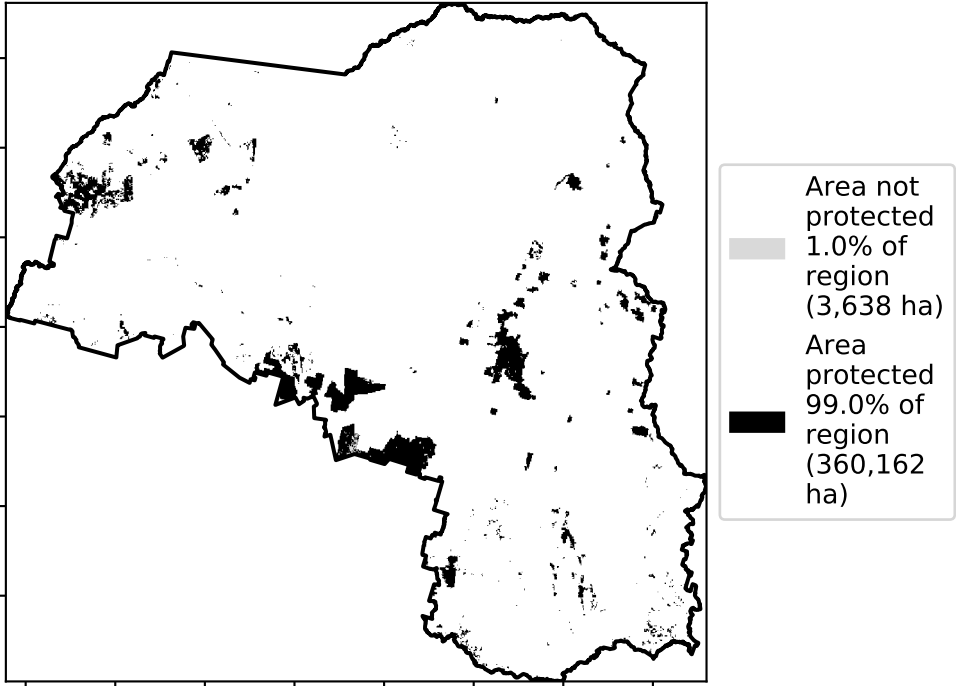 Area not
protected
1.0% of
region
(3,638 ha)
Area
protected
99.0% of
region
(360,162
ha)